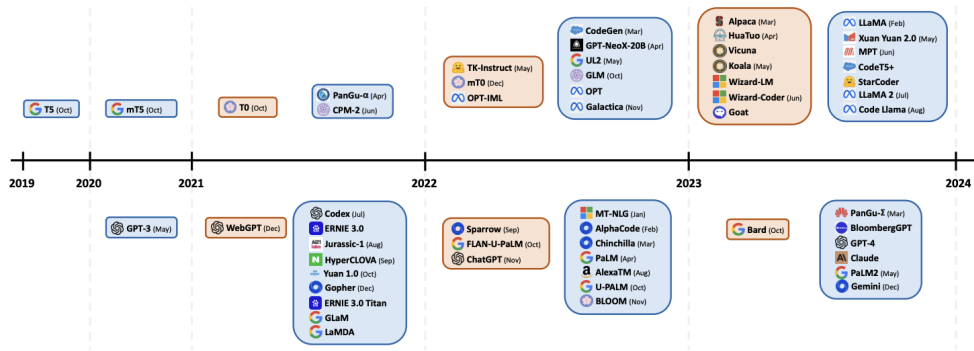 T5 (Oct)
mT5 (Oct)
T0 (Oct)
PanGu-α (Apr)
CPM-2 (Jun)
TK-Instruct (May)
mT0 (Dec)
OPT-IML
CodeGen (Mar)
GPT-NeoX-20B (Apr)
UL2 (May)
GLM (Oct)
OPT
Galactica (Nov)
Alpaca (Mar)
HuaTuo (Apr)
Vicuna
Koala (May)
Wizard-LM
Wizard-Coder (Jun)
Goat
LLaMA (Feb)
Xuan Yuan 2.0 (May)
MPT (Jun)
CodeT5+
StarCoder
LLaMA 2 (Jul)
Code Llama (Aug)
2019
2020
2021
2022
2023
2024
GPT-3 (May)
WebGPT (Dec)
Codex (Jul)
ERNIE 3.0
Jurassic-1 (Aug)
HyperCLOVA (Sep)
Yuan 1.0 (Oct)
Gopher (Dec)
ERNIE 3.0 Titan
GLaM
LaMDA
Sparrow (Sep)
FLAN-U-PaLM (Oct)
ChatGPT (Nov)
MT-NLG (Jan)
AlphaCode (Feb)
Chinchilla (Mar)
PaLM (Apr)
AlexaTM (Aug)
U-PALM (Oct)
BLOOM (Nov)
Bard (Oct)
PanGu-Σ (Mar)
BloombergGPT
GPT-4
Claude
PaLM2 (May)
Gemini (Dec)